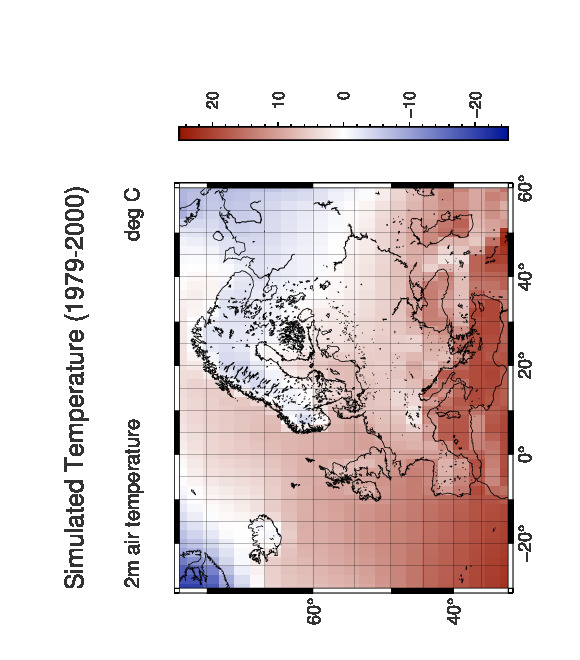 Simulated Temperature (1979-2000)
2m air temperature deg C
20 10 0 −10 −20
60°
40°
−20° 0° 20° 40° 60°